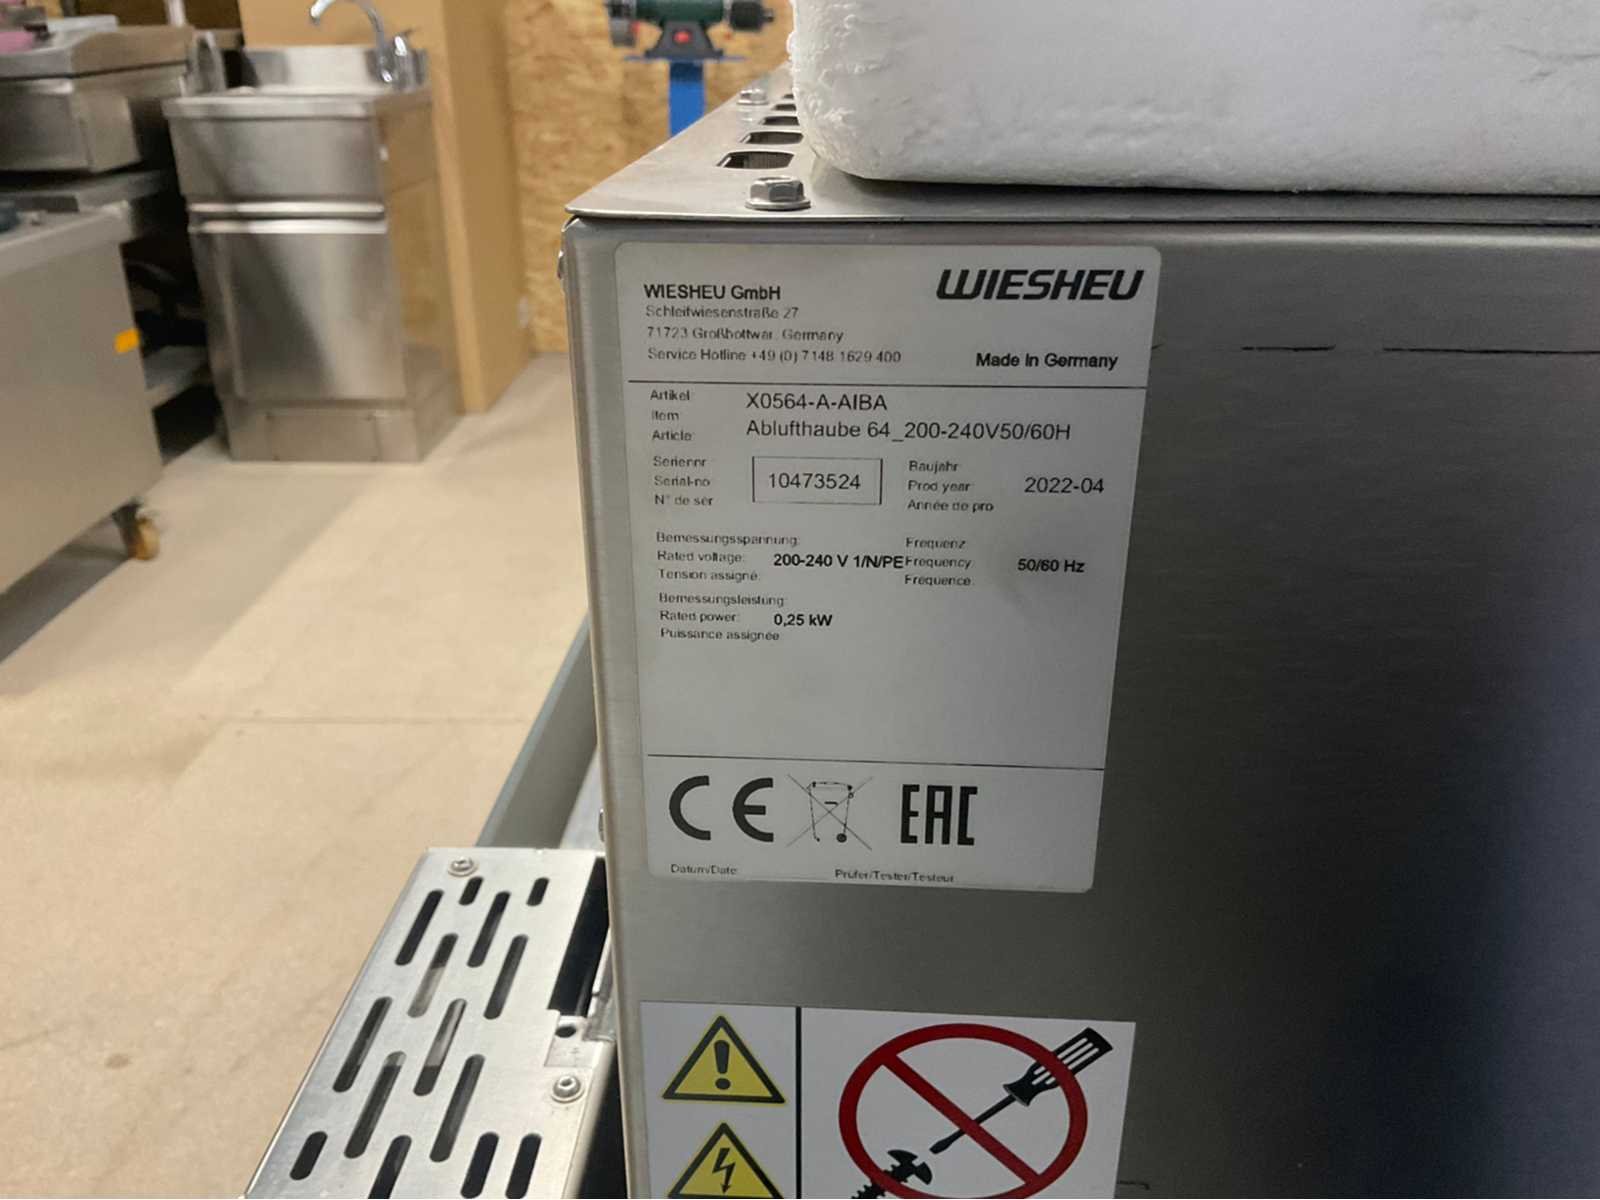 WIESHEU GmbH
WIESHEU
Schleifwiesenstraße 27
71723 Großbottwar, Germany
Service Hotline +49 (0) 7148 1629 400
Made In Germany
Artikel:
Item:
Article:
X0564-A-AIBA
Ablufthaube 64_200-240V50/60H
Seriennr
Serial-no
N° de sér
10473524
Baujahr
Prod year:
Année de pro
2022-04
Bemessungsspannung:
Rated voltage:
Tension assigné:
200-240 V 1/N/PE
Frequenz
Frequency
Fréquence:
50/60 Hz
Bemessungsleistung:
Rated power:
Puissance assignée
0,25 kW
CE
EAC
Datum/Date:
Prüfer/Tester/Testeur